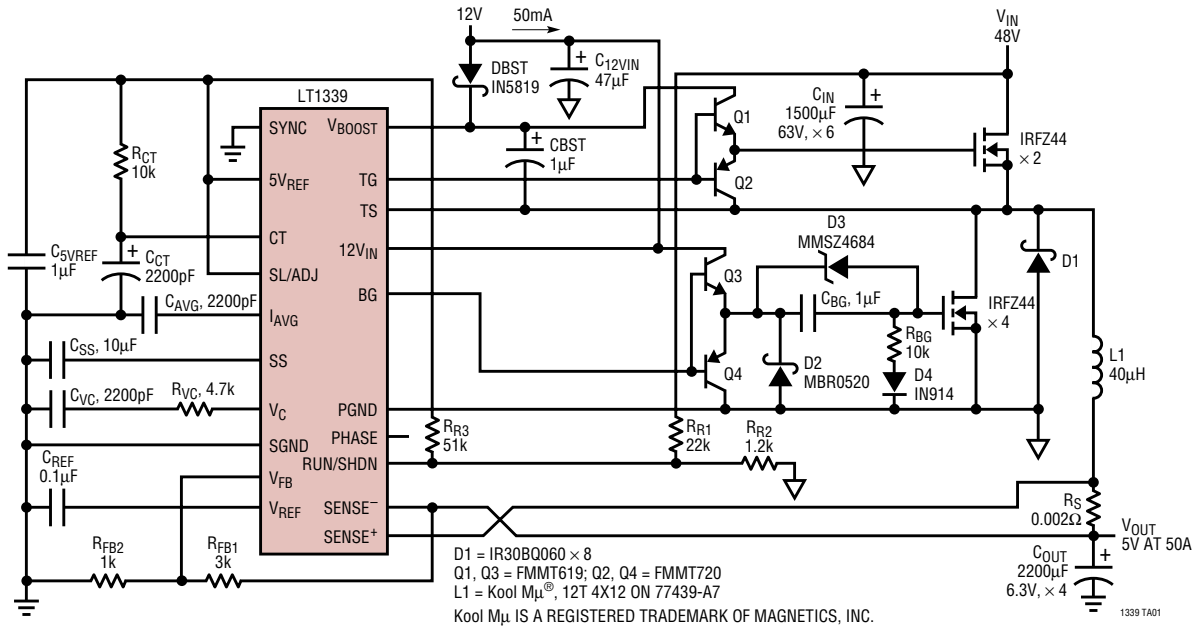 12V
50mA
DBST
IN5819
+
C12VIN
47µF
VIN
48V
LT1339
SYNC
VBOOST
5VREF
TG
TS
CT
12VIN
SL/ADJ
BG
IAVG
SS
VC
PGND
PHASE
SGND
RUN/SHDN
VFB
VREF
SENSE–
SENSE+
RCT
10k
C5VREF
1µF
+
CCT
2200pF
CAVG, 2200pF
CSS, 10µF
CVC, 2200pF
RVC, 4.7k
CREF
0.1µF
RFB2
1k
RFB1
3k
+
CBST
1µF
Q1
Q2
CIN
1500µF
63V, × 6
+
IRFZ44
× 2
D3
MMSZ4684
D1
Q3
CBG, 1µF
IRFZ44
× 4
RBG
10k
Q4
D2
MBR0520
D4
IN914
L1
40µH
RR3
51k
RR1
22k
RR2
1.2k
RS
0.002Ω
VOUT
5V AT 50A
COUT
2200µF
6.3V, × 4
+
D1 = IR30BQ060 × 8
Q1, Q3 = FMMT619; Q2, Q4 = FMMT720
L1 = Kool Mµ®, 12T 4X12 ON 77439-A7
Kool Mµ IS A REGISTERED TRADEMARK OF MAGNETICS, INC.
1339 TA01